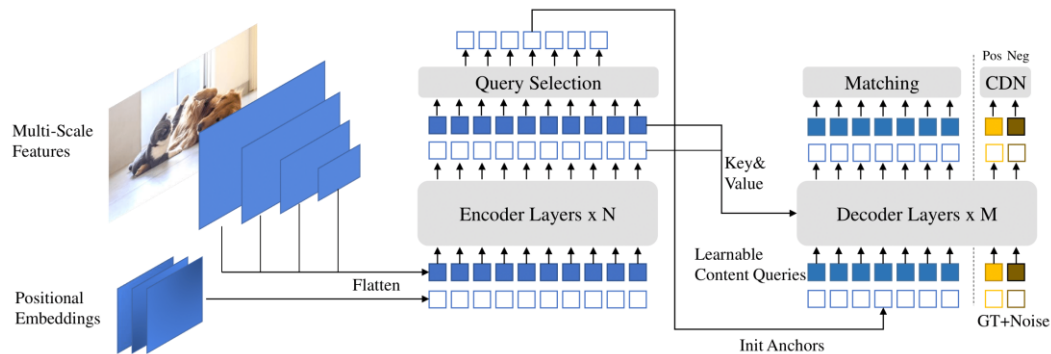 Multi-Scale
Features
Positional
Embeddings
Flatten
Query Selection
Encoder Layers x N
Key&
Value
Learnable
Content Queries
Init Anchors
Matching
Decoder Layers x M
Pos Neg
CDN
GT+Noise